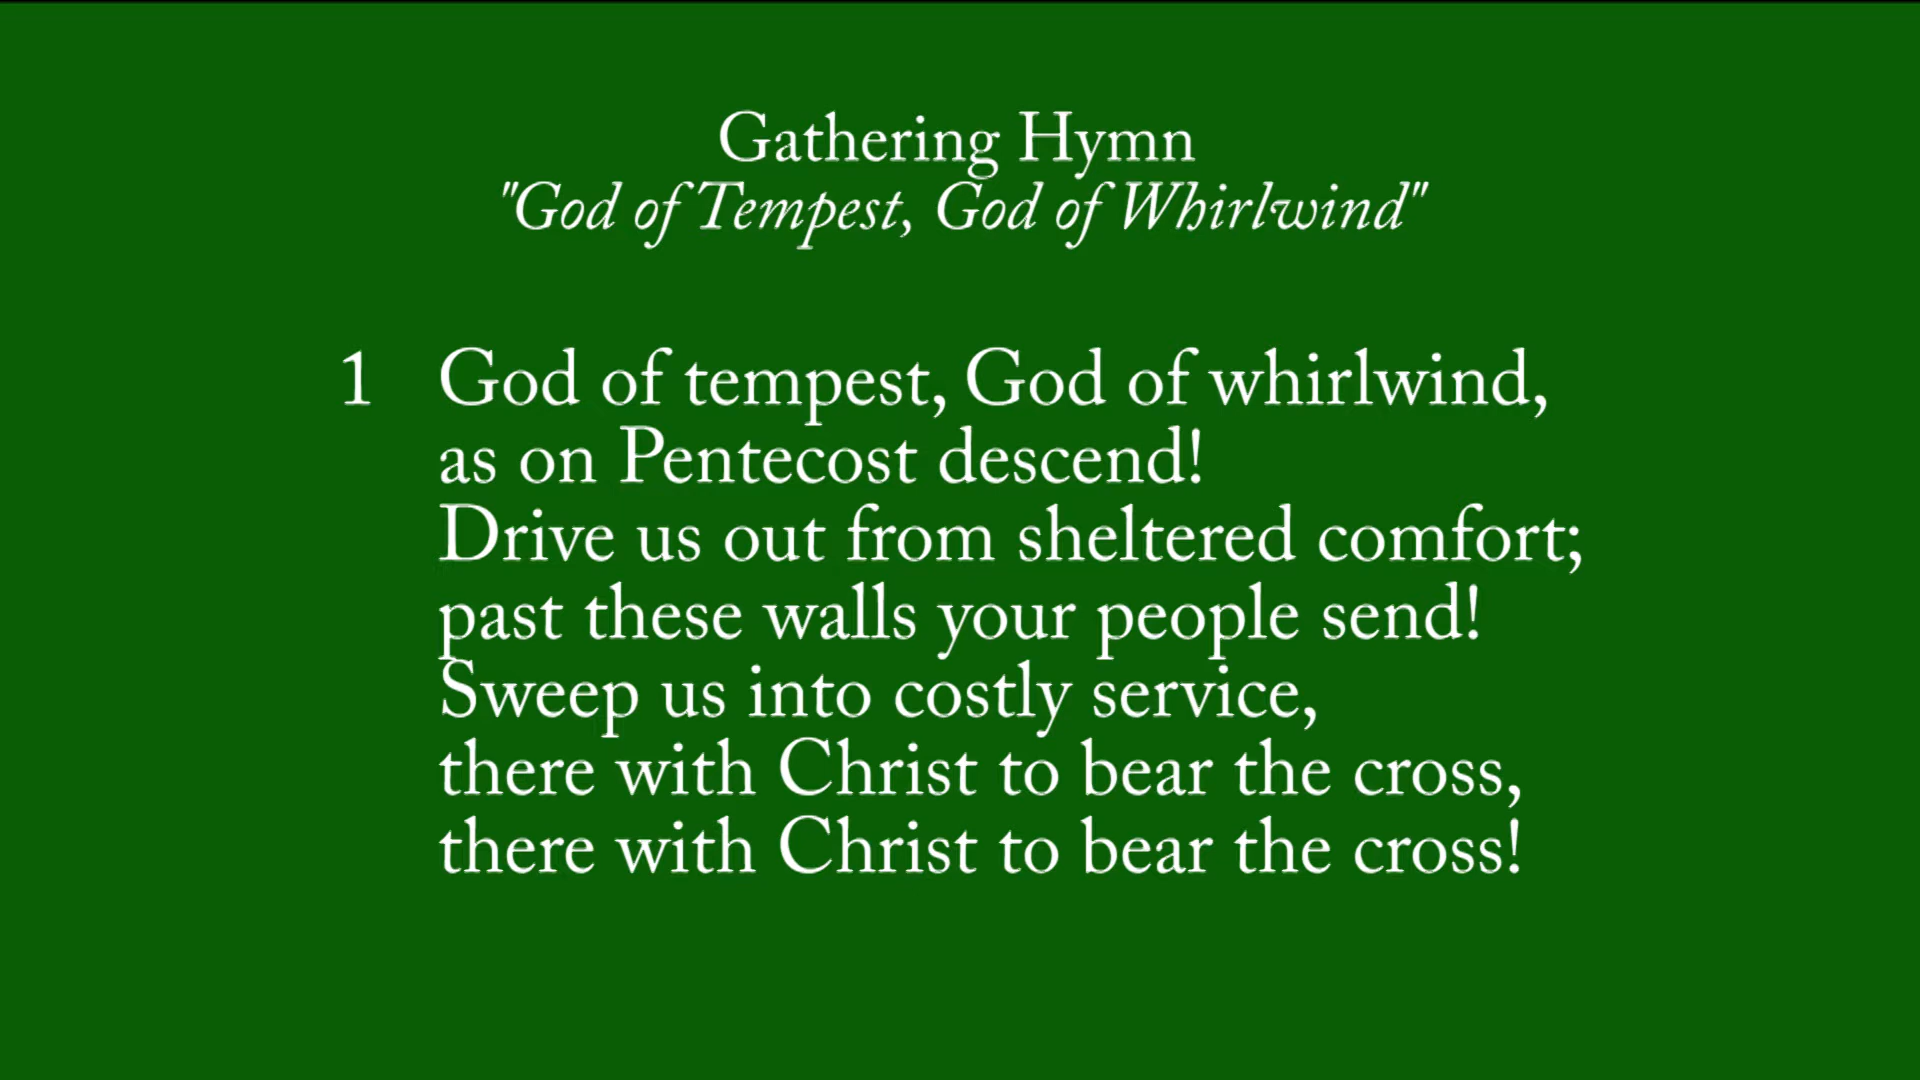 Gathering Hymn
"God of Tempest, God of Whirlwind"
1 God of tempest, God of whirlwind,
as on Pentecost descend!
Drive us out from sheltered comfort;
past these walls your people send!
Sweep us into costly service,
there with Christ to bear the cross,
there with Christ to bear the cross!